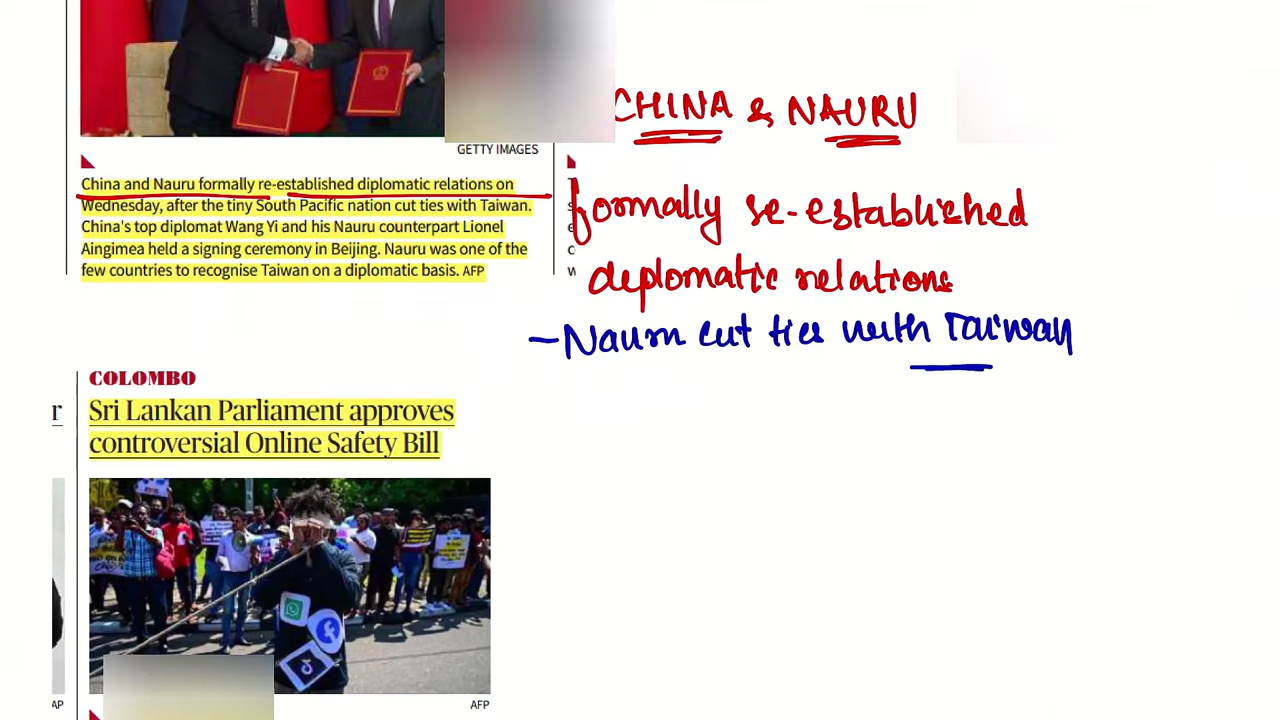 GETTY IMAGES
China and Nauru formally re-established diplomatic relations on
Wednesday, after the tiny South Pacific nation cut ties with Taiwan.
China's top diplomat Wang Yi and his Nauru counterpart Lionel
Aingimea held a signing ceremony in Beijing. Nauru was one of the
few countries to recognise Taiwan on a diplomatic basis. AFP
CHINA & NAURU
formally se-established
deplomatic relations
– Nauru cut ties with Taiwan
COLOMBO
Sri Lankan Parliament approves
controversial Online Safety Bill
AFP
AP
r